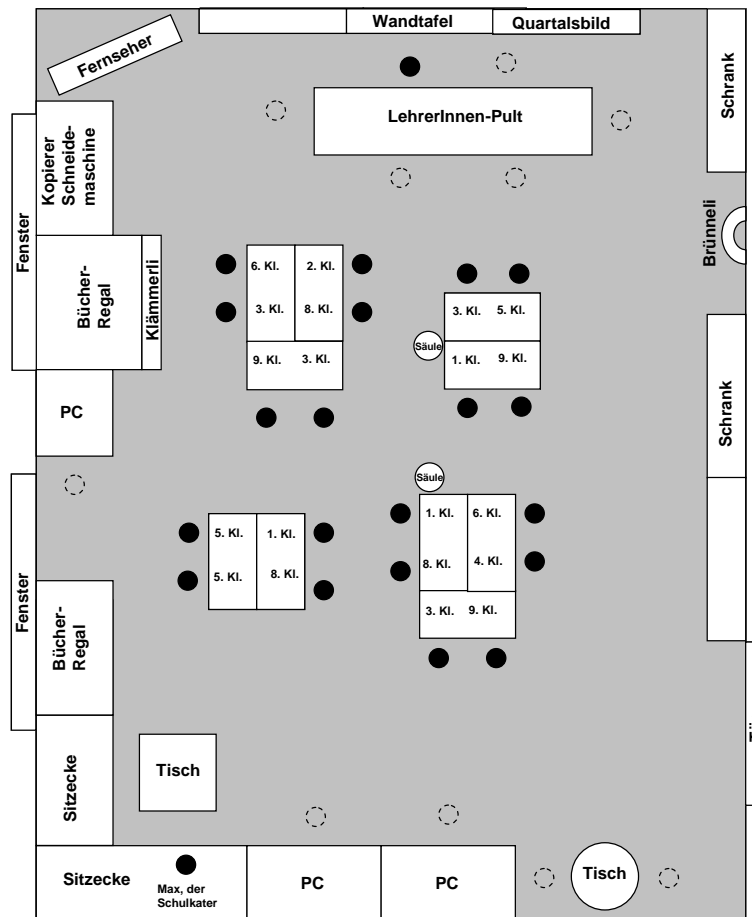 Wandtafel
Quartalsbild
Fernseher
LehrerInnen-Pult
Schrank
Kopierer
Schneide-
maschine
Fenster
Brünneli
Bücher-
Regal
Klämmerli
6. Kl. 2. Kl.
3. Kl. 8. Kl.
9. Kl. 3. Kl.
3. Kl. 5. Kl.
Säule
1. Kl. 9. Kl.
PC
Schrank
Säule
1. Kl. 6. Kl.
8. Kl. 4. Kl.
3. Kl. 9. Kl.
5. Kl. 1. Kl.
5. Kl. 8. Kl.
Fenster
Bücher-
Regal
Sitzecke
Tisch
Sitzecke
Max, der
Schulkater
PC
PC
Tisch